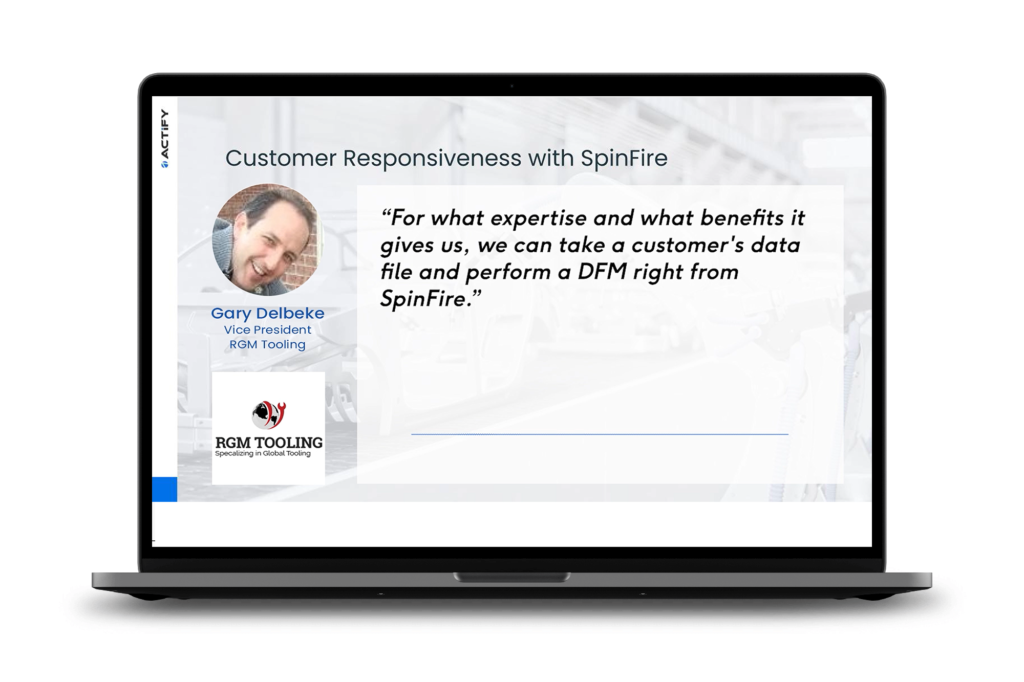 ACTiFY
Customer Responsiveness with SpinFire
“For what expertise and what benefits it
gives us, we can take a customer's data
file and perform a DFM right from
SpinFire.”
Gary Delbeke
Vice President
RGM Tooling
RGM TOOLING
Specalizing in Global Tooling